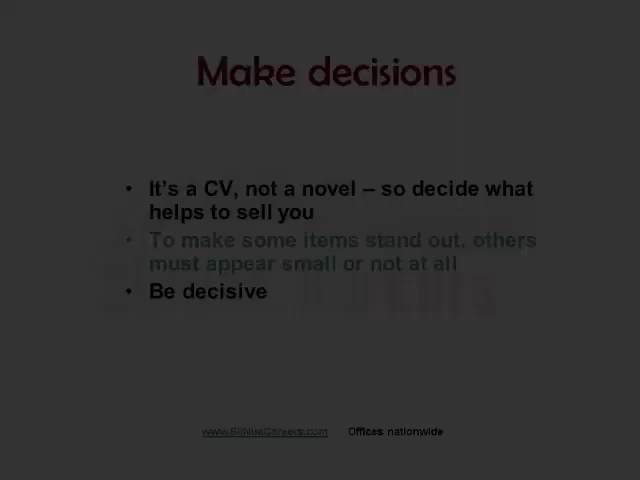 Make decisions
• It's a CV, not a novel – so decide what
helps to sell you
• To make some items stand out, others
must appear small or not at all
• Be decisive
Offices nationwide